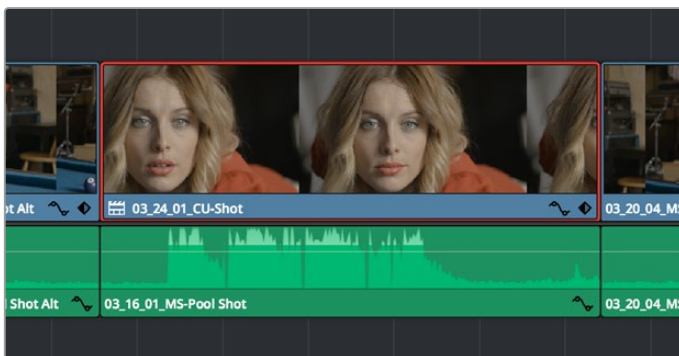 ot Alt
03_24_01_CU-Shot
03_20_04_M
l Shot Alt
03_16_01_MS-Pool Shot
03_20_04_M